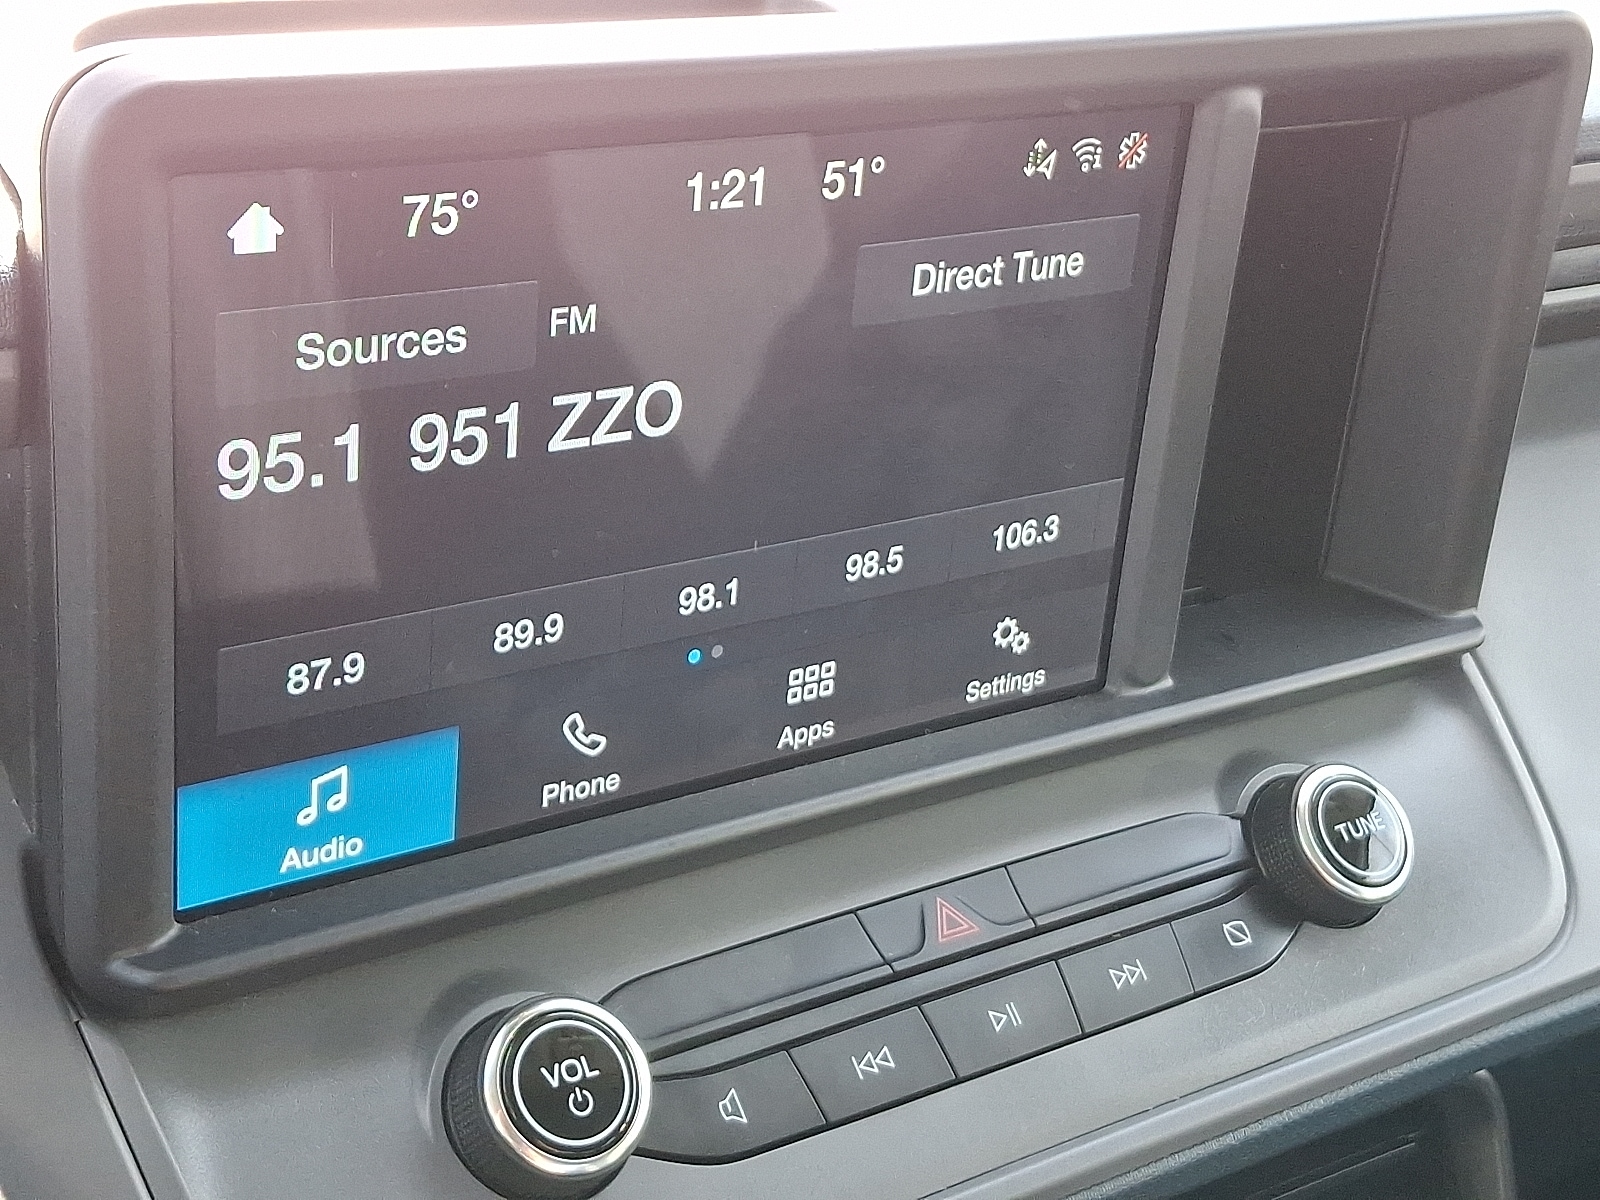 75° 1:21 51°
Direct Tune
Sources FM
95.1 951 ZZO
87.9 89.9 98.1 98.5 106.3
Audio Phone Apps Settings
TUNE
VOL